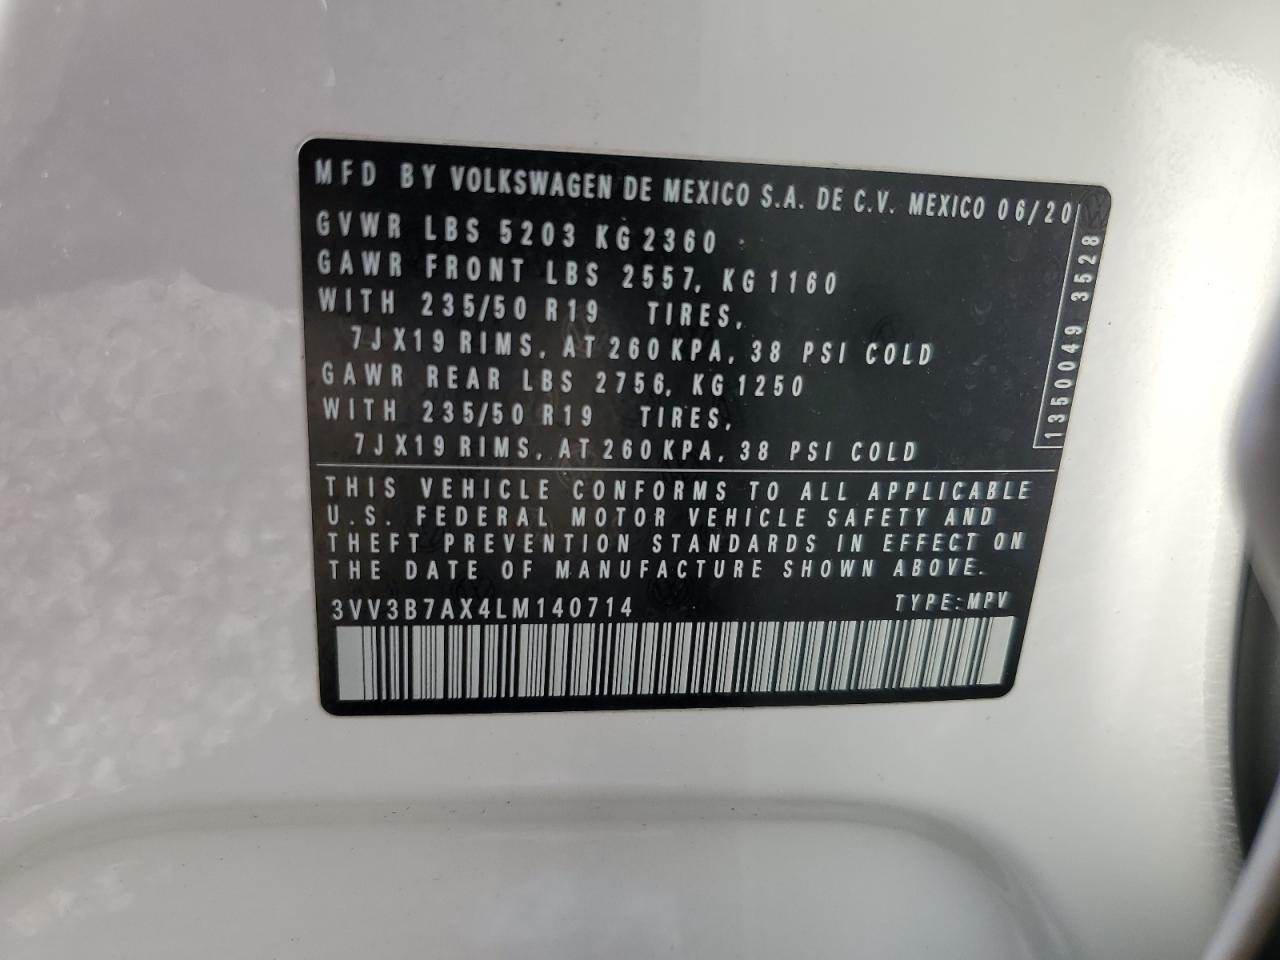 MFD BY VOLKSWAGEN DE MEXICO S.A. DE C.V. MEXICO 06/20
GVWR LBS 5203 KG 2360
GAWR FRONT LBS 2557, KG 1160
WITH 235/50 R19 TIRES,
7JX19 RIMS, AT 260 KPA, 38 PSI COLD
GAWR REAR LBS 2756, KG 1250
WITH 235/50 R19 TIRES,
7JX19 RIMS, AT 260 KPA, 38 PSI COLD
THIS VEHICLE CONFORMS TO ALL APPLICABLE
U.S. FEDERAL MOTOR VEHICLE SAFETY AND
THEFT PREVENTION STANDARDS IN EFFECT ON
THE DATE OF MANUFACTURE SHOWN ABOVE.
3VV3B7AX4LM140714 TYPE: MPV
1350049 3528